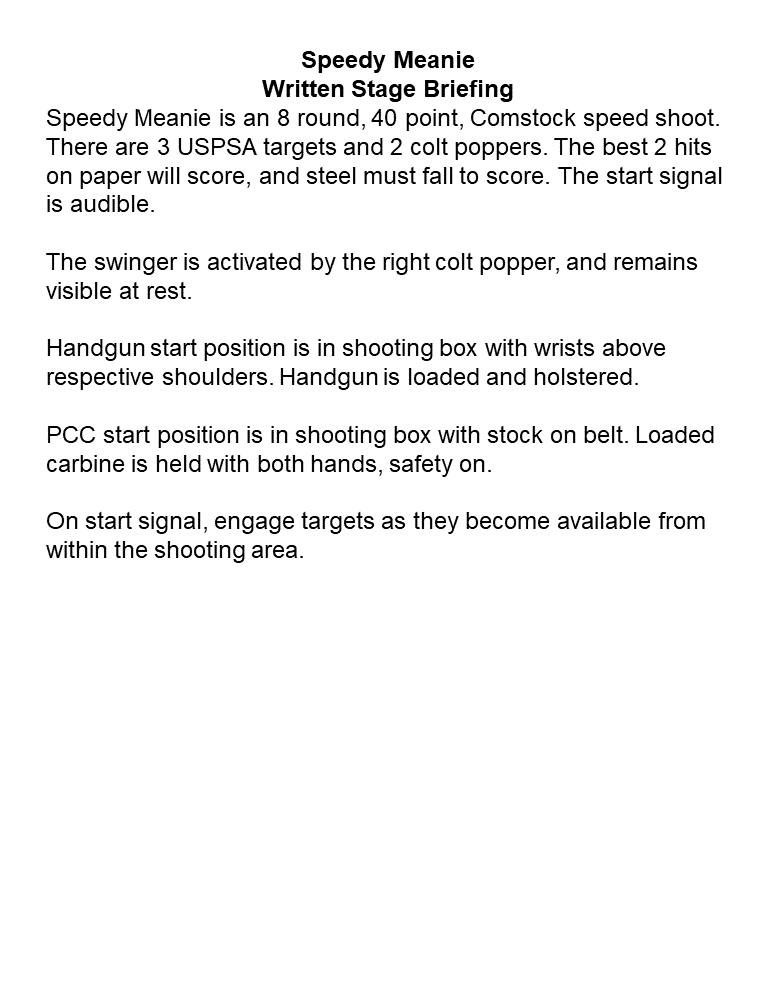 Speedy Meanie
Written Stage Briefing
Speedy Meanie is an 8 round, 40 point, Comstock speed shoot.
There are 3 USPSA targets and 2 colt poppers. The best 2 hits
on paper will score, and steel must fall to score. The start signal
is audible.
The swinger is activated by the right colt popper, and remains
visible at rest.
Handgun start position is in shooting box with wrists above
respective shoulders. Handgun is loaded and holstered.
PCC start position is in shooting box with stock on belt. Loaded
carbine is held with both hands, safety on.
On start signal, engage targets as they become available from
within the shooting area.